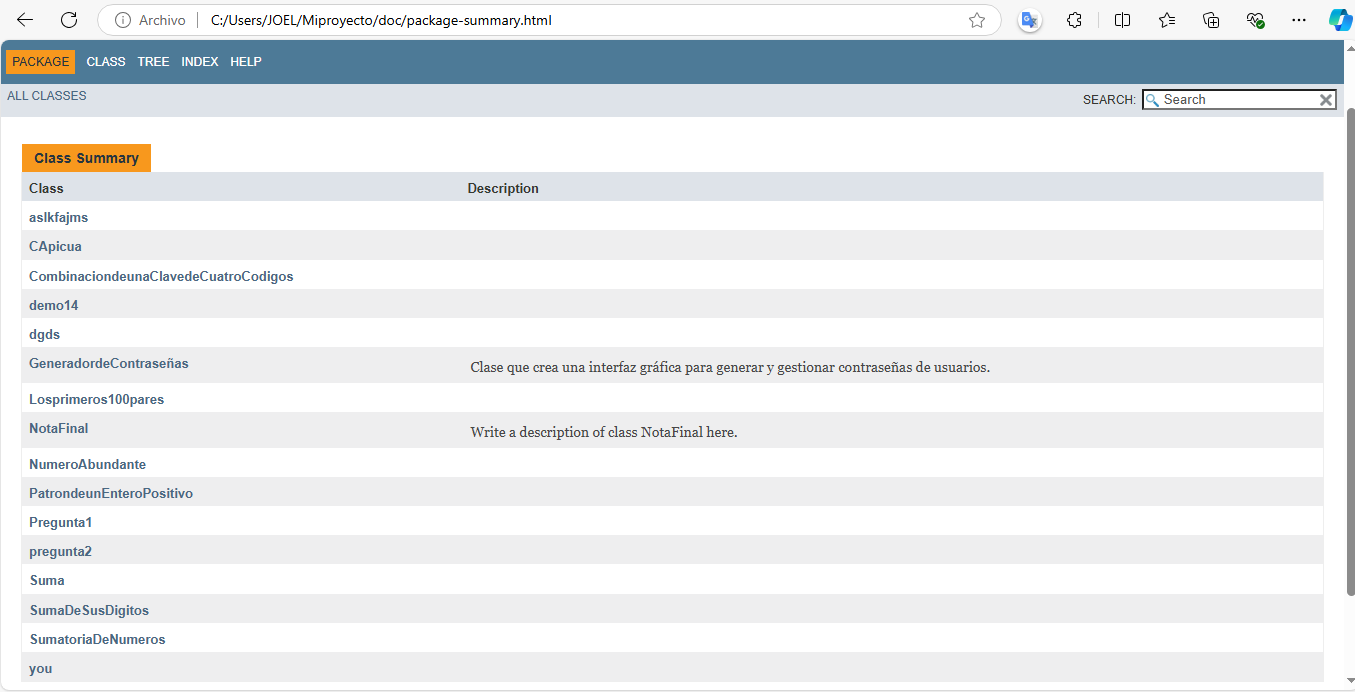 Archivo C:/Users/JOEL/Miproyecto/doc/package-summary.html
PACKAGE CLASS TREE INDEX HELP
ALL CLASSES
SEARCH: Search
Class Summary
Class Description
aslkfajms
CApicua
CombinaciondeunaClavedeCuatroCodigos
demo14
dgds
GeneradordeContraseñas Clase que crea una interfaz gráfica para generar y gestionar contraseñas de usuarios.
Losprimeros100pares
NotaFinal Write a description of class NotaFinal here.
NumeroAbundante
PatrondeunEnteroPositivo
Pregunta1
pregunta2
Suma
SumaDeSusDigitos
SumatoriaDeNumeros
you